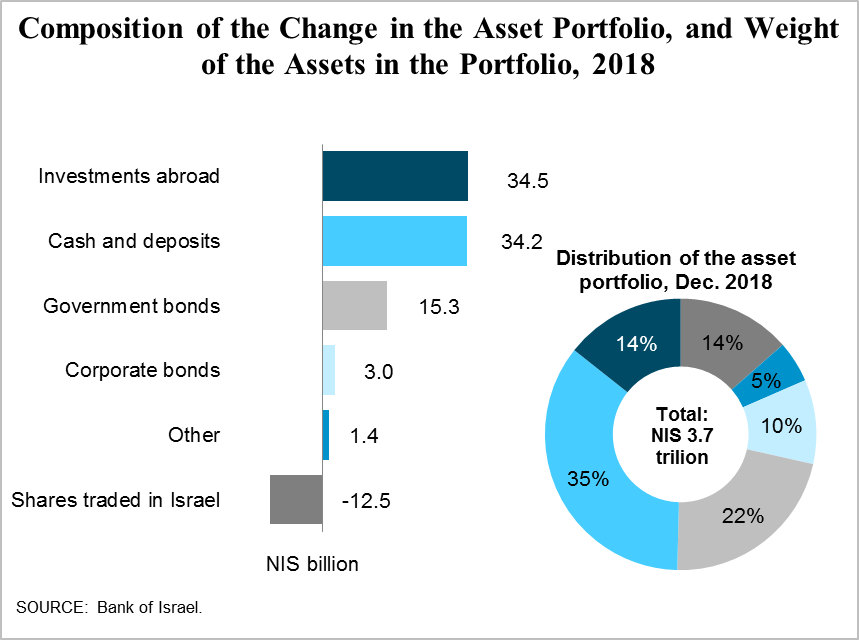 Composition of the Change in the Asset Portfolio, and Weight
of the Assets in the Portfolio, 2018
Investments abroad 34.5
Cash and deposits 34.2
Government bonds 15.3
Corporate bonds 3.0
Other 1.4
Shares traded in Israel -12.5
NIS billion
Distribution of the asset
portfolio, Dec. 2018
14% 14%
5%
10%
22%
35%
Total:
NIS 3.7
trilion
SOURCE: Bank of Israel.